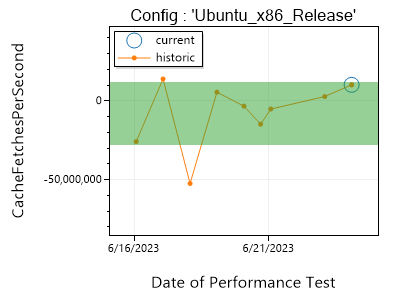 Config : 'Ubuntu_x86_Release'
current
historic
CacheFetchesPerSecond
0
-50,000,000
6/16/2023
6/21/2023
Date of Performance Test